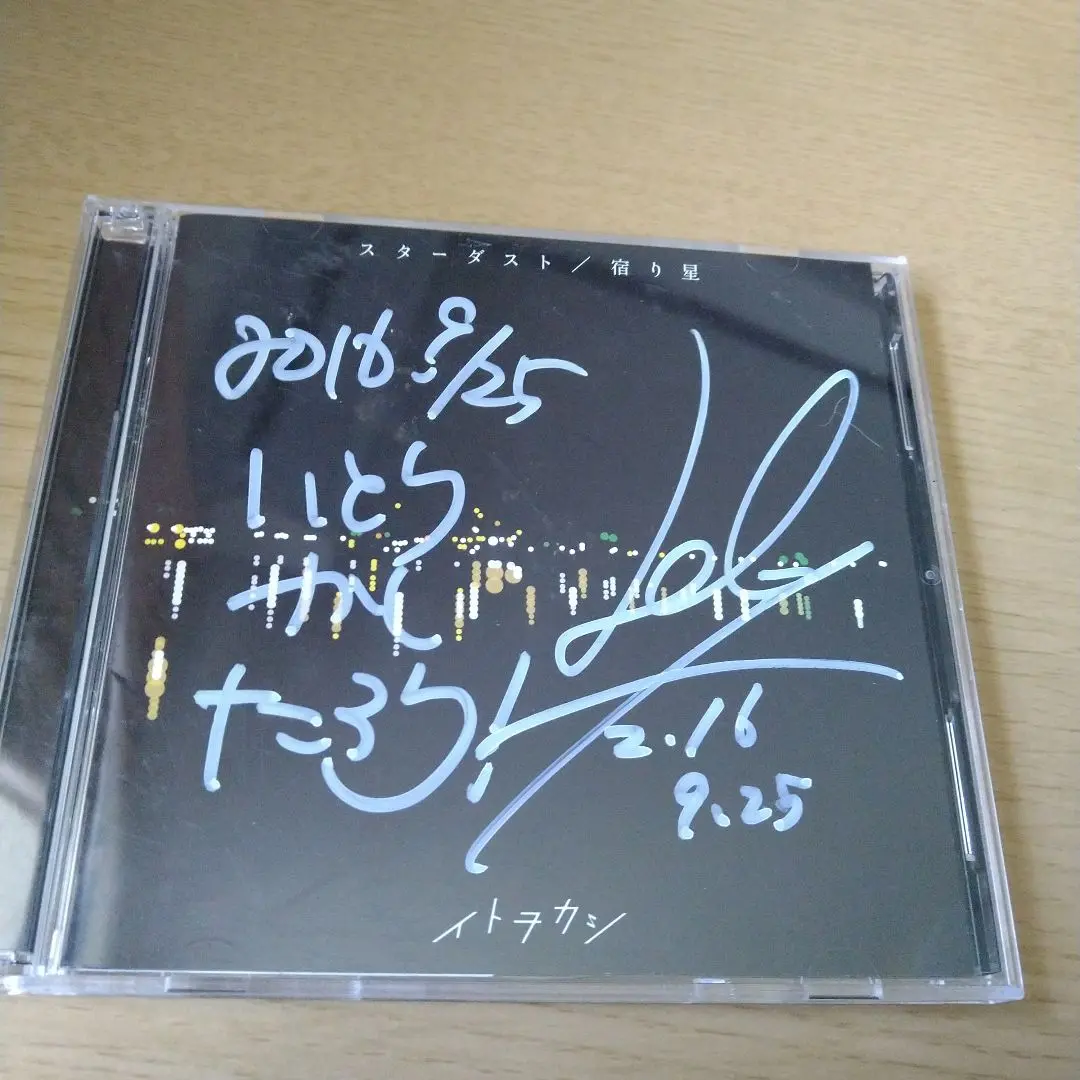 スターダスト/宿り星
2016.9/25
いとう
かし
たろう!
2.16
9.25
イトヲカシ